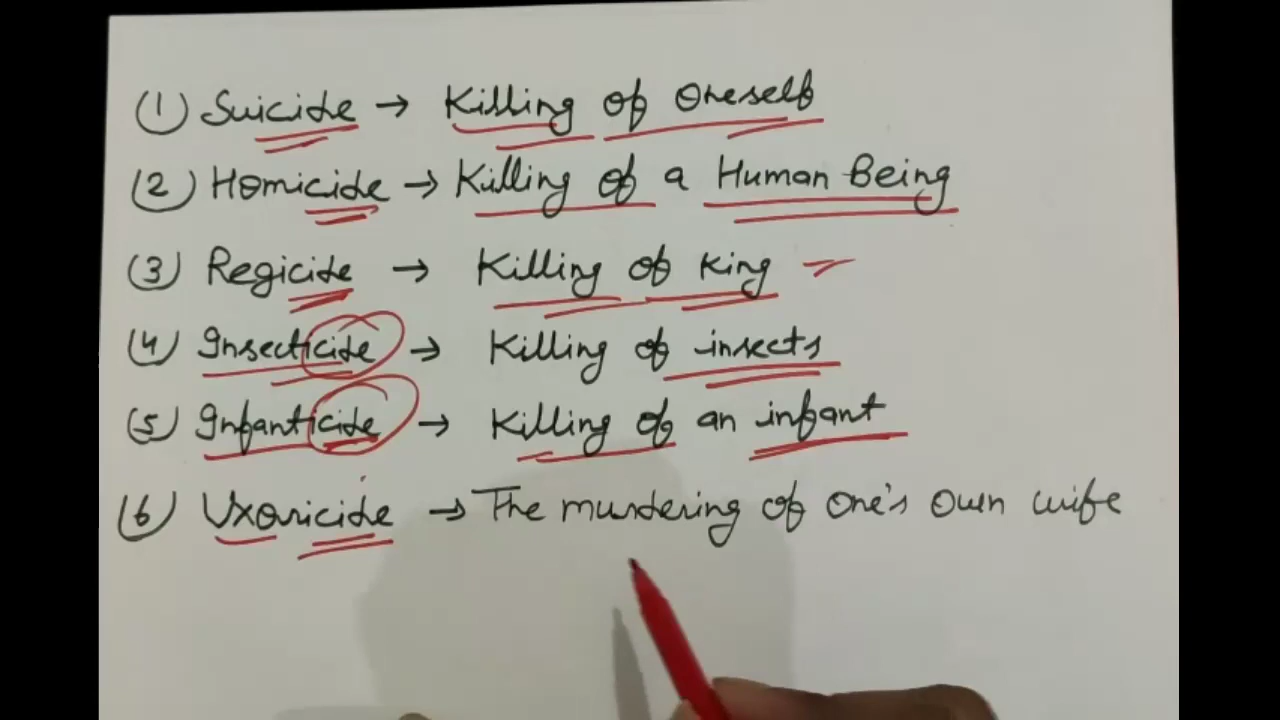 (1) Suicide → Killing of Oneself
(2) Homicide → Killing of a Human Being
(3) Regicide → Killing of King
(4) Insecticide → Killing of insects
(5) Infanticide → Killing of an infant
(6) Uxoricide → The murdering of One's Own wife